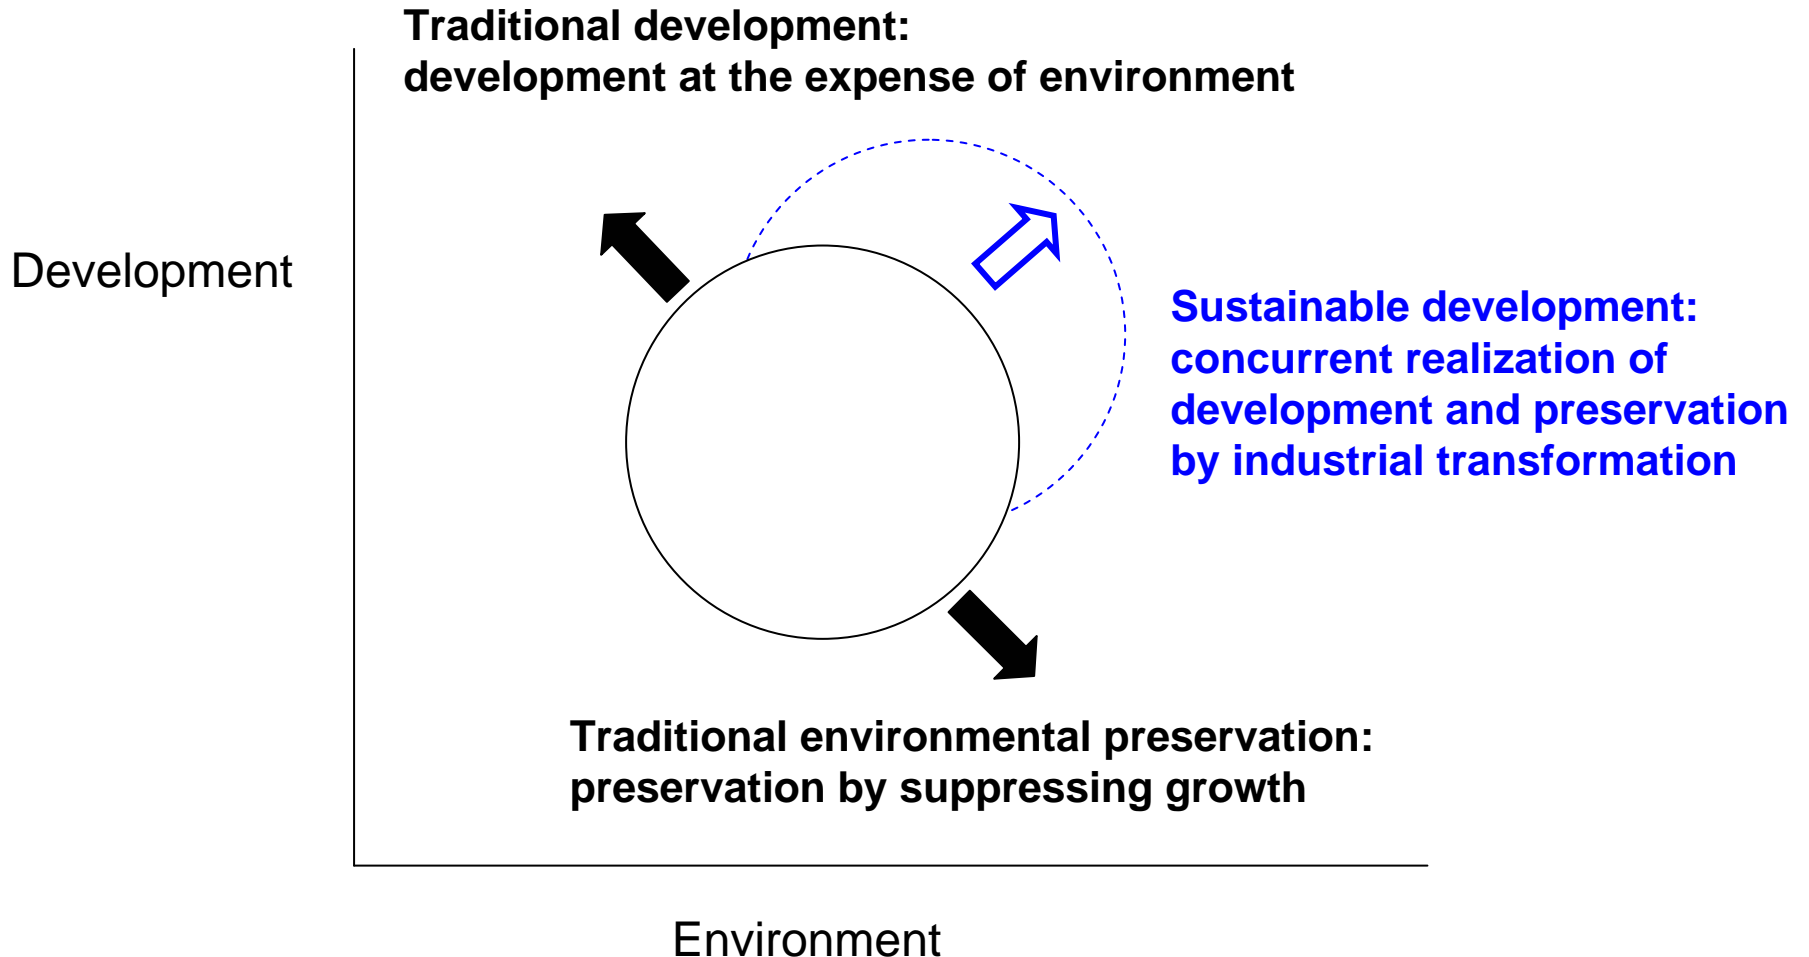 Traditional development:
development at the expense of environment
Development
Sustainable development:
concurrent realization of
development and preservation
by industrial transformation
Traditional environmental preservation:
preservation by suppressing growth
Environment